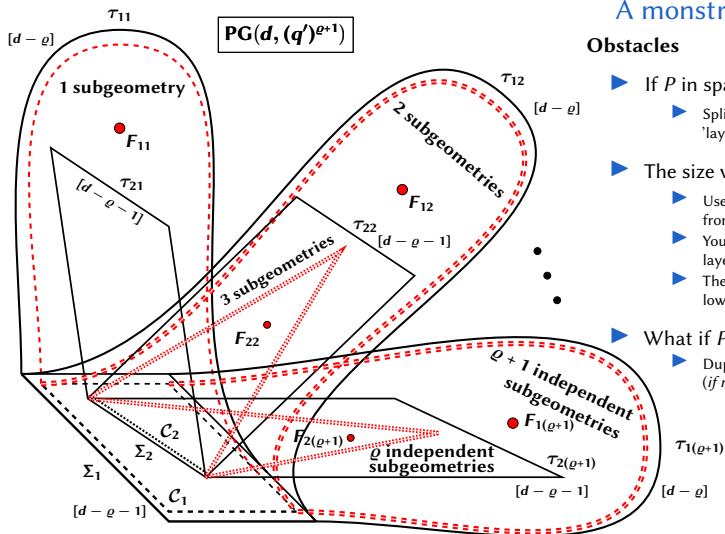 A monstr
PG(d, (q′)^{ϱ+1})
Obstacles
If P in spa
Spli
'lay
The size v
Use
from
You
laye
The
low
What if P
Dup
(if n
τ₁₁
[d − ϱ]
1 subgeometry
F₁₁
τ₂₁
[d − ϱ − 1]
τ₁₂
[d − ϱ]
2 subgeometries
F₁₂
τ₂₂
[d − ϱ − 1]
3 subgeometries
F₂₂
ϱ + 1 independent
subgeometries
F₁₍ϱ₊₁₎
τ₁₍ϱ₊₁₎
[d − ϱ]
F₂₍ϱ₊₁₎
ϱ independent
subgeometries
τ₂₍ϱ₊₁₎
[d − ϱ − 1]
C₂
Σ₂
Σ₁
C₁
[d − ϱ − 1]